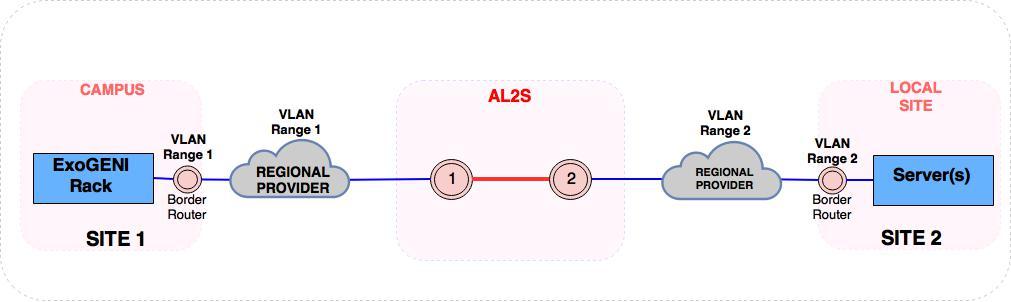 CAMPUS
VLAN
Range 1
ExoGENI
Rack
Border
Router
SITE 1
VLAN
Range 1
REGIONAL
PROVIDER
AL2S
1
2
VLAN
Range 2
REGIONAL
PROVIDER
LOCAL
SITE
VLAN
Range 2
Border
Router
Server(s)
SITE 2